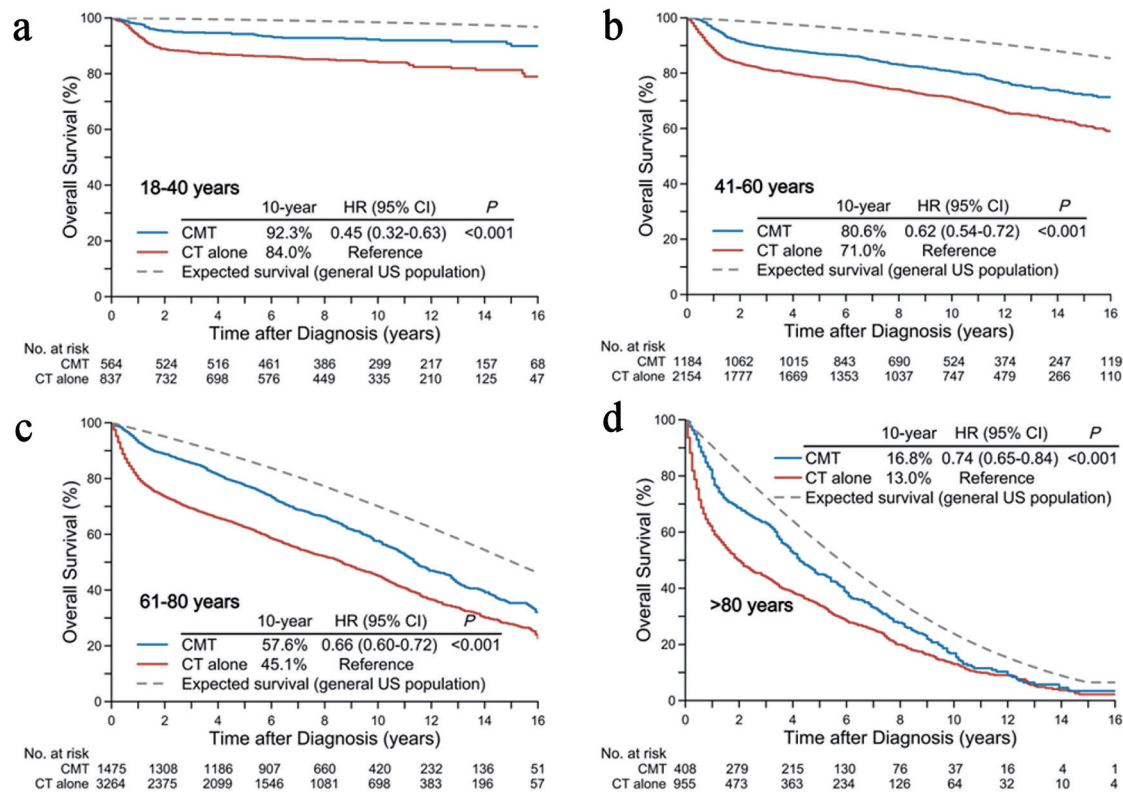 a
100
80
60
40
20
0
Overall Survival (%)
18-40 years
10-year HR (95% CI) P
CMT 92.3% 0.45 (0.32-0.63) <0.001
CT alone 84.0% Reference
Expected survival (general US population)
0 2 4 6 8 10 12 14 16
Time after Diagnosis (years)
No. at risk
CMT 564 524 516 461 386 299 217 157 68
CT alone 837 732 698 576 449 335 210 125 47
b
100
80
60
40
20
0
Overall Survival (%)
41-60 years
10-year HR (95% CI) P
CMT 80.6% 0.62 (0.54-0.72) <0.001
CT alone 71.0% Reference
Expected survival (general US population)
0 2 4 6 8 10 12 14 16
Time after Diagnosis (years)
No. at risk
CMT 1184 1062 1015 843 690 524 374 247 119
CT alone 2154 1777 1669 1353 1037 747 479 266 110
c
100
80
60
40
20
0
Overall Survival (%)
61-80 years
10-year HR (95% CI) P
CMT 57.6% 0.66 (0.60-0.72) <0.001
CT alone 45.1% Reference
Expected survival (general US population)
0 2 4 6 8 10 12 14 16
Time after Diagnosis (years)
No. at risk
CMT 1475 1308 1186 907 660 420 232 136 51
CT alone 3264 2375 2099 1546 1081 698 383 196 57
d
100
80
60
40
20
0
Overall Survival (%)
10-year HR (95% CI) P
CMT 16.8% 0.74 (0.65-0.84) <0.001
CT alone 13.0% Reference
Expected survival (general US population)
>80 years
0 2 4 6 8 10 12 14 16
Time after Diagnosis (years)
No. at risk
CMT 408 279 215 130 76 37 16 4 1
CT alone 955 473 363 234 126 64 32 10 4